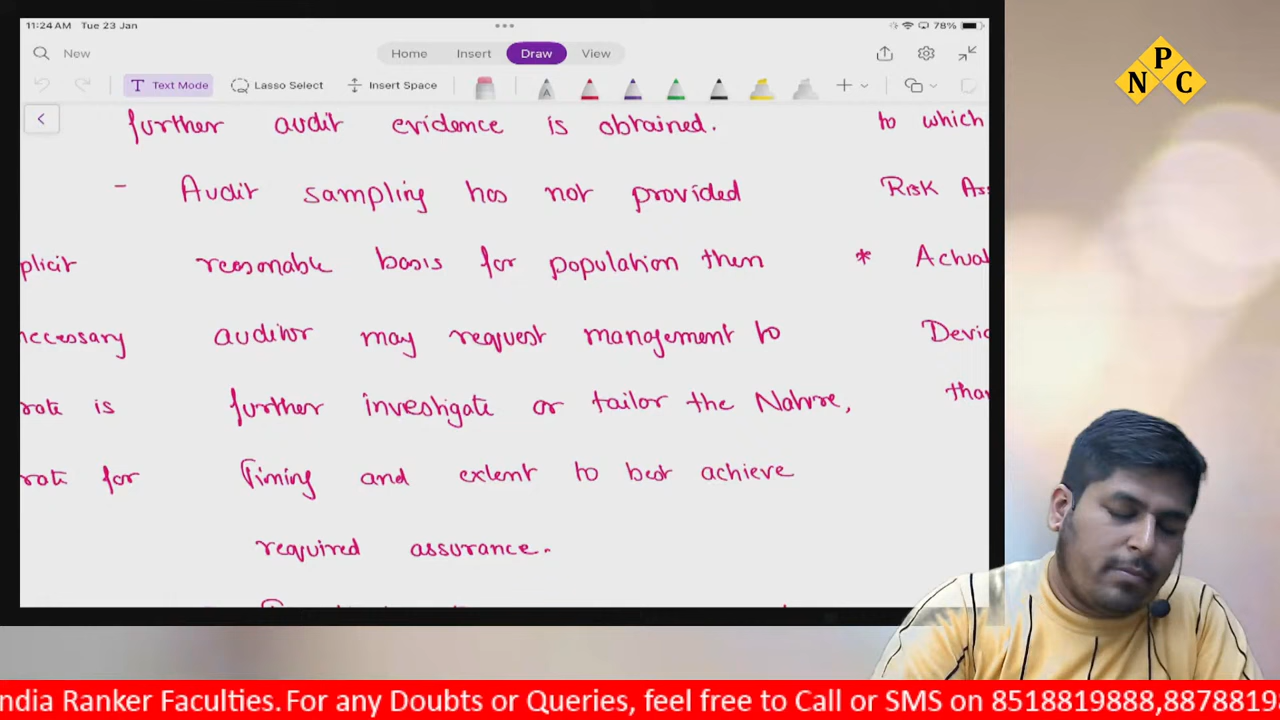 11:24 AM Tue 23 Jan
78%
New
Home Insert Draw View
Text Mode Lasso Select Insert Space
N P C
further audit evidence is obtained.
to which
- Audit sampling has not provided
Risk Ass
plicit reasonable basis for population then
* Actual
necessary auditor may request management to
Devia
rate is further investigate or tailor the Nature,
than
rate for Timing and extent to best achieve
required assurance.
India Ranker Faculties. For any Doubts or Queries, feel free to Call or SMS on 8518819888,88788198